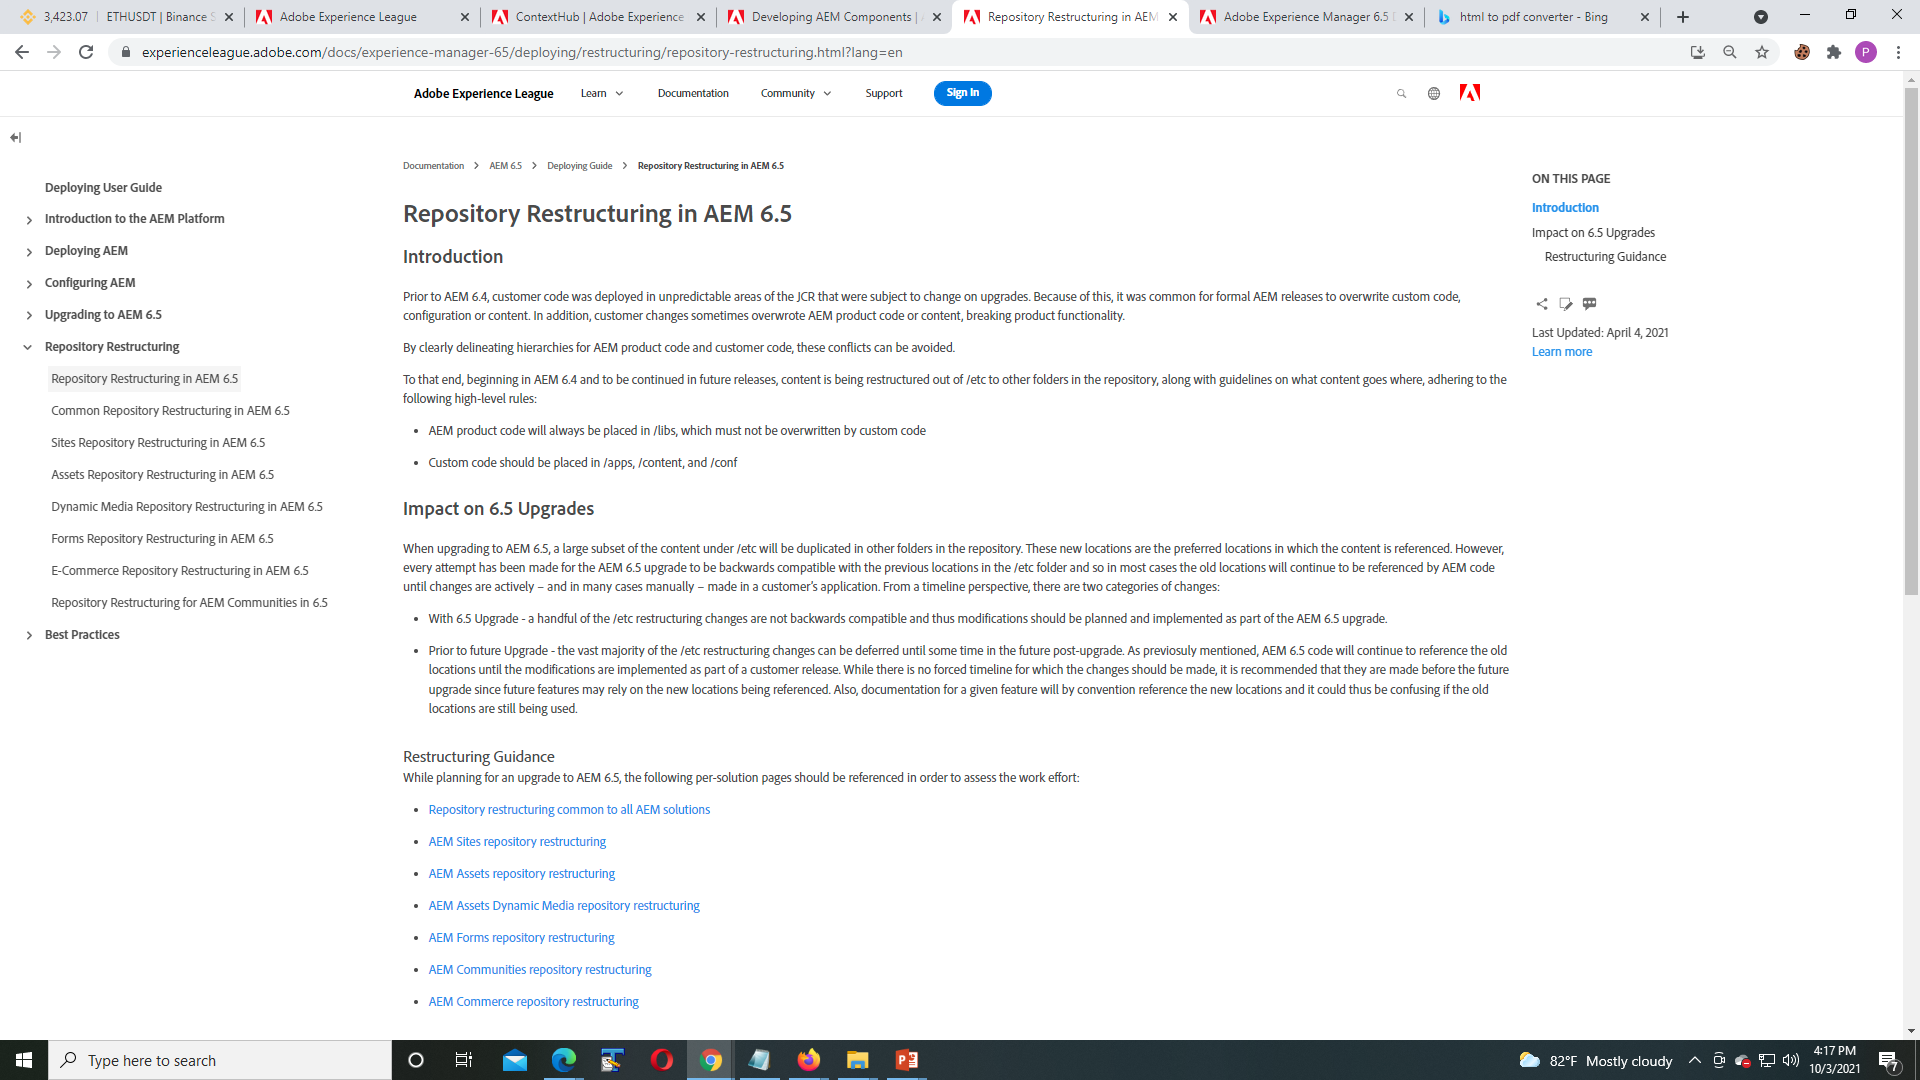 3,423.07 | ETHUSDT | Binance S
Adobe Experience League
ContextHub | Adobe Experience
Developing AEM Components |
Repository Restructuring in AEM
Adobe Experience Manager 6.5
html to pdf converter - Bing
experienceleague.adobe.com/docs/experience-manager-65/deploying/restructuring/repository-restructuring.html?lang=en
P
Adobe Experience League
Learn
Documentation
Community
Support
Sign In
Deploying User Guide
Introduction to the AEM Platform
Deploying AEM
Configuring AEM
Upgrading to AEM 6.5
Repository Restructuring
Repository Restructuring in AEM 6.5
Common Repository Restructuring in AEM 6.5
Sites Repository Restructuring in AEM 6.5
Assets Repository Restructuring in AEM 6.5
Dynamic Media Repository Restructuring in AEM 6.5
Forms Repository Restructuring in AEM 6.5
E-Commerce Repository Restructuring in AEM 6.5
Repository Restructuring for AEM Communities in 6.5
Best Practices
Documentation > AEM 6.5 > Deploying Guide > Repository Restructuring in AEM 6.5
Repository Restructuring in AEM 6.5
Introduction
Prior to AEM 6.4, customer code was deployed in unpredictable areas of the JCR that were subject to change on upgrades. Because of this, it was common for formal AEM releases to overwrite custom code,
configuration or content. In addition, customer changes sometimes overwrote AEM product code or content, breaking product functionality.
By clearly delineating hierarchies for AEM product code and customer code, these conflicts can be avoided.
To that end, beginning in AEM 6.4 and to be continued in future releases, content is being restructured out of /etc to other folders in the repository, along with guidelines on what content goes where, adhering to the
following high-level rules:
• AEM product code will always be placed in /libs, which must not be overwritten by custom code
• Custom code should be placed in /apps, /content, and /conf
Impact on 6.5 Upgrades
When upgrading to AEM 6.5, a large subset of the content under /etc will be duplicated in other folders in the repository. These new locations are the preferred locations in which the content is referenced. However,
every attempt has been made for the AEM 6.5 upgrade to be backwards compatible with the previous locations in the /etc folder and so in most cases the old locations will continue to be referenced by AEM code
until changes are actively – and in many cases manually – made in a customer's application. From a timeline perspective, there are two categories of changes:
• With 6.5 Upgrade - a handful of the /etc restructuring changes are not backwards compatible and thus modifications should be planned and implemented as part of the AEM 6.5 upgrade.
• Prior to future Upgrade - the vast majority of the /etc restructuring changes can be deferred until some time in the future post-upgrade. As previosuly mentioned, AEM 6.5 code will continue to reference the old
locations until the modifications are implemented as part of a customer release. While there is no forced timeline for which the changes should be made, it is recommended that they are made before the future
upgrade since future features may rely on the new locations being referenced. Also, documentation for a given feature will by convention reference the new locations and it could thus be confusing if the old
locations are still being used.
Restructuring Guidance
While planning for an upgrade to AEM 6.5, the following per-solution pages should be referenced in order to assess the work effort:
• Repository restructuring common to all AEM solutions
• AEM Sites repository restructuring
• AEM Assets repository restructuring
• AEM Assets Dynamic Media repository restructuring
• AEM Forms repository restructuring
• AEM Communities repository restructuring
• AEM Commerce repository restructuring
ON THIS PAGE
Introduction
Impact on 6.5 Upgrades
Restructuring Guidance
Last Updated: April 4, 2021
Learn more
Type here to search
82°F Mostly cloudy
4:17 PM
10/3/2021
7